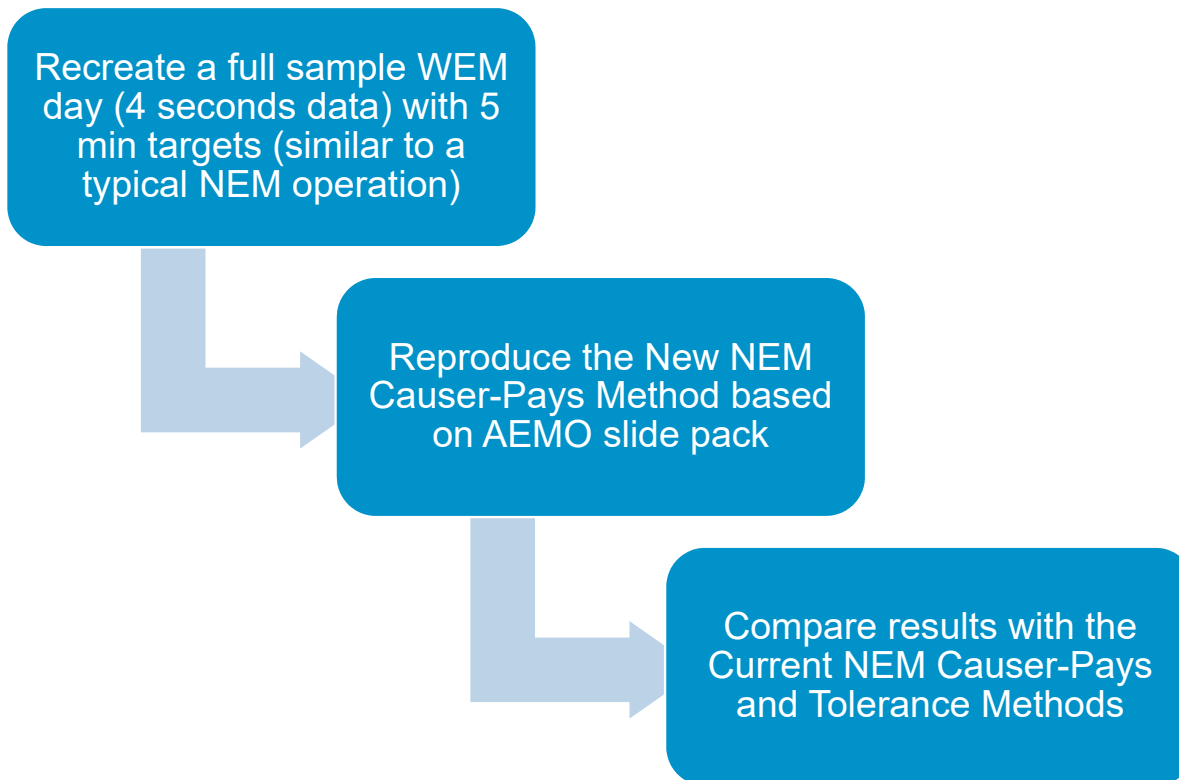 Recreate a full sample WEM
day (4 seconds data) with 5
min targets (similar to a
typical NEM operation)
Reproduce the New NEM
Causer-Pays Method based
on AEMO slide pack
Compare results with the
Current NEM Causer-Pays
and Tolerance Methods